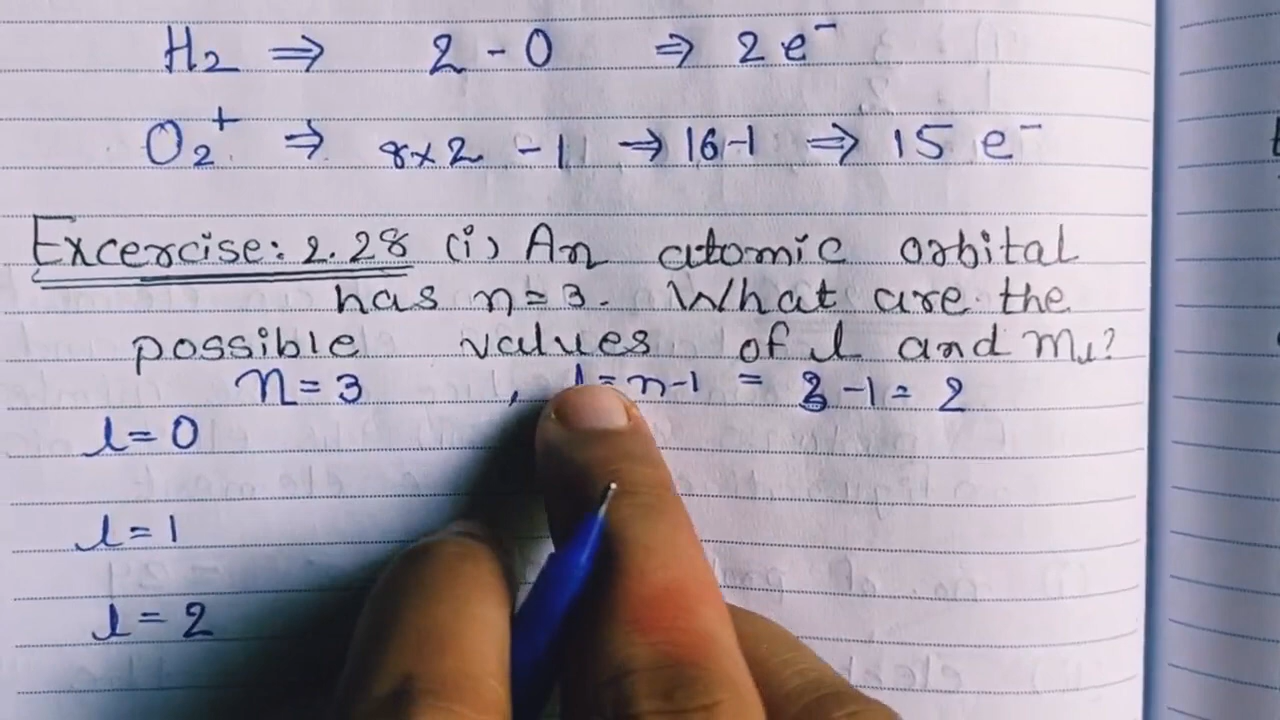 H₂ ⇒ 2 - 0 ⇒ 2 e⁻
O₂⁺ ⇒ 8×2 - 1 → 16-1 ⇒ 15 e⁻
Excercise: 2.28 (i) An atomic orbital
has n=3. What are the
possible values of l and mₗ?
n = 3 , l = n-1 = 3 - 1 = 2
l = 0
l = 1
l = 2